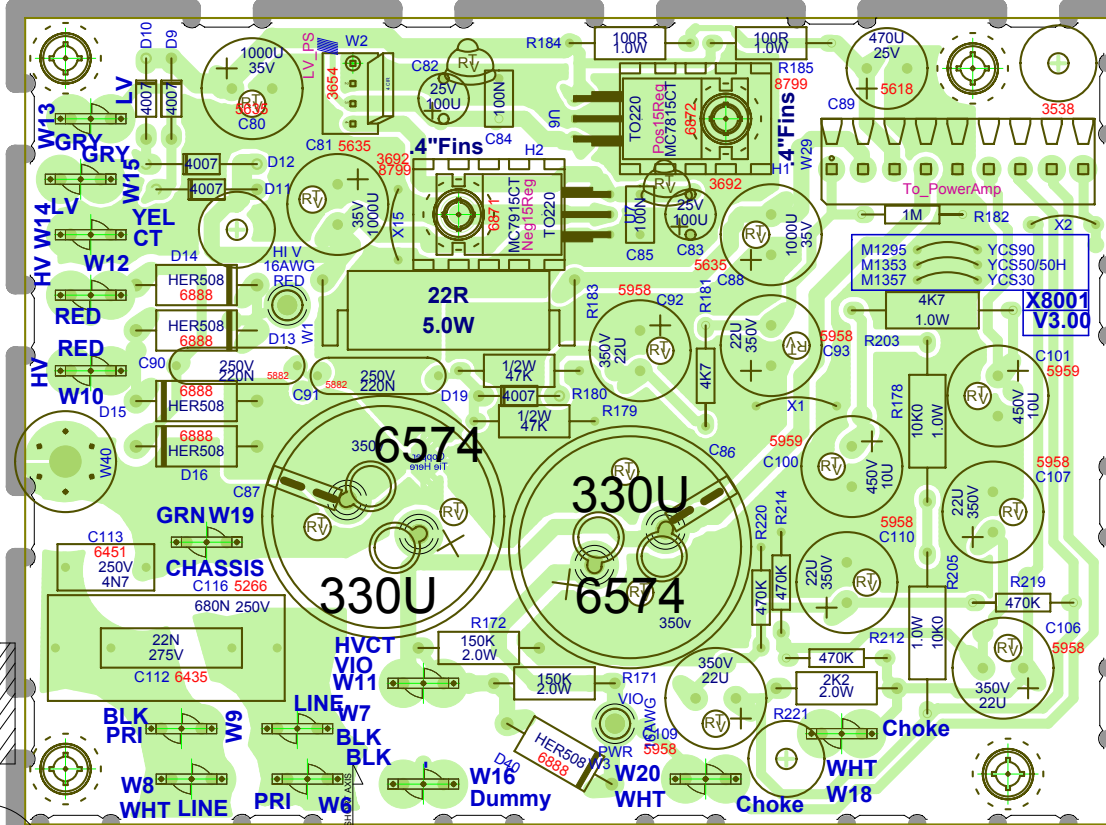 D10
D9
LV_PS
W2
R184
100R
1.0W
100R
1.0W
R185
8799
470U
25V
5618
C89
3538
1000U
35V
5635
C80
3654
C82
25V
100U
100N
C84
U6
TO220
Pos15Reg
MC7815CT
6872
.4"Fins
H1
W29
LV
W13
GRY
GRY
W15
4007
4007
4007
D12
4007
D11
C81
5635
3692
8799
.4"Fins
H2
35V
1000U
X15
6871
MC7915CT
Neg15Reg
TO220
U7
100N
C85
25V
100U
C83
3692
5635
1000U
35V
C88
To_PowerAmp
1M
R182
X2
LV
HV W14
YEL
CT
W12
D14
HER508
6888
HI V
16AWG
RED
W1
22R
5.0W
R183
5958
C92
R181
M1295
M1353
M1357
YCS90
YCS50/50H
YCS30
4K7
1.0W
X8001
V3.00
RED
RED
HV
W10
HER508
6888
D13
C90
250V
220N
5882
5882
250V
220N
C91
1/2W
47K
D19
4007
R180
1/2W
47K
R179
350V
22U
4K7
22U
350V
5958
C93
R203
C101
5959
450V
10U
R178
10K0
1.0W
X1
D15
6888
HER508
6888
HER508
D16
W40
C87
350V
6574
Copper
Tie Here
330U
C86
330U
6574
350v
5959
C100
450V
10U
5958
C107
22U
350V
GRN
W19
CHASSIS
C113
6451
250V
4N7
C116
5266
680N 250V
22N
275V
C112
6435
R220
R214
470K
470K
5958
C110
22U
350V
R205
1.0W
10K0
R219
470K
C106
5958
350V
22U
R212
470K
2K2
2.0W
R221
R172
150K
2.0W
HVCT
VIO
W11
150K
2.0W
R171
350V
22U
VIO
16AWG
C109
5958
PWR
W3
BLK
PRI
W9
LINE
W7
BLK
BLK
D40
HER508
6888
W8
WHT
LINE
PRI
W6
W16
Dummy
W20
WHT
Choke
Choke
WHT
W18